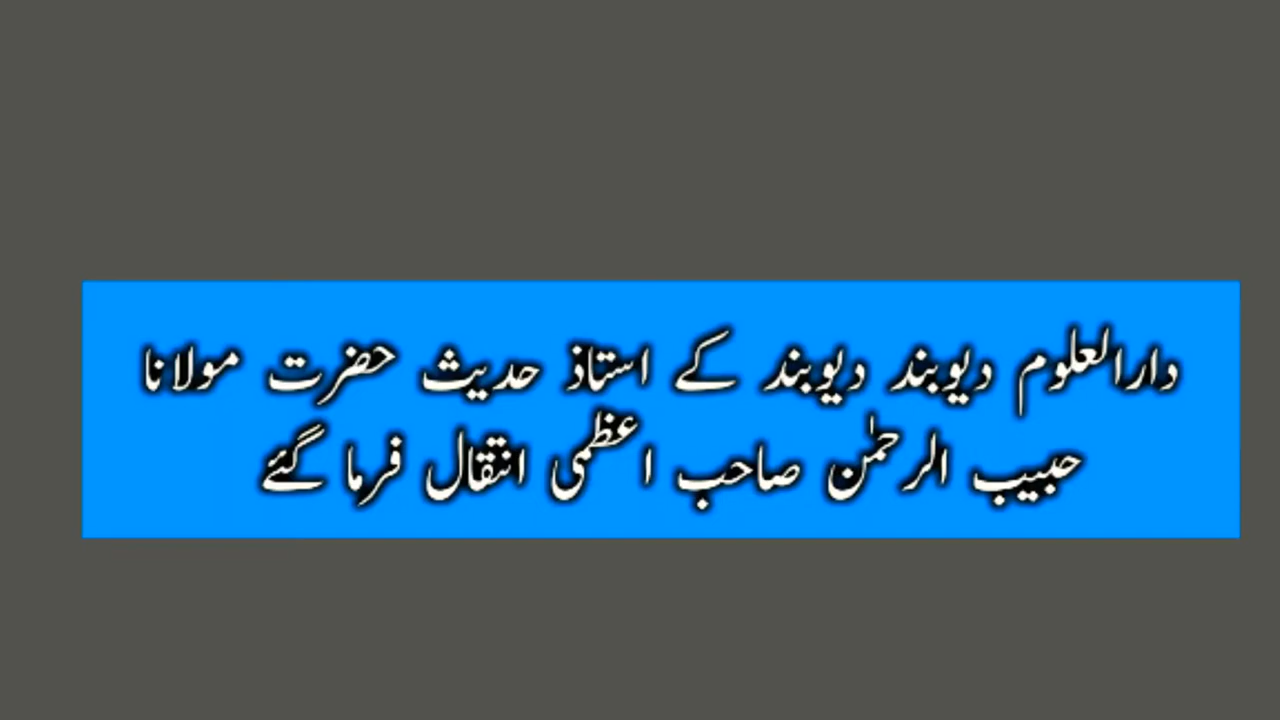 دارالعلوم دیوبند دیوبند کے استاذ حدیث حضرت مولانا
حبیب الرحمٰن صاحب اعظمی انتقال فرما گئے